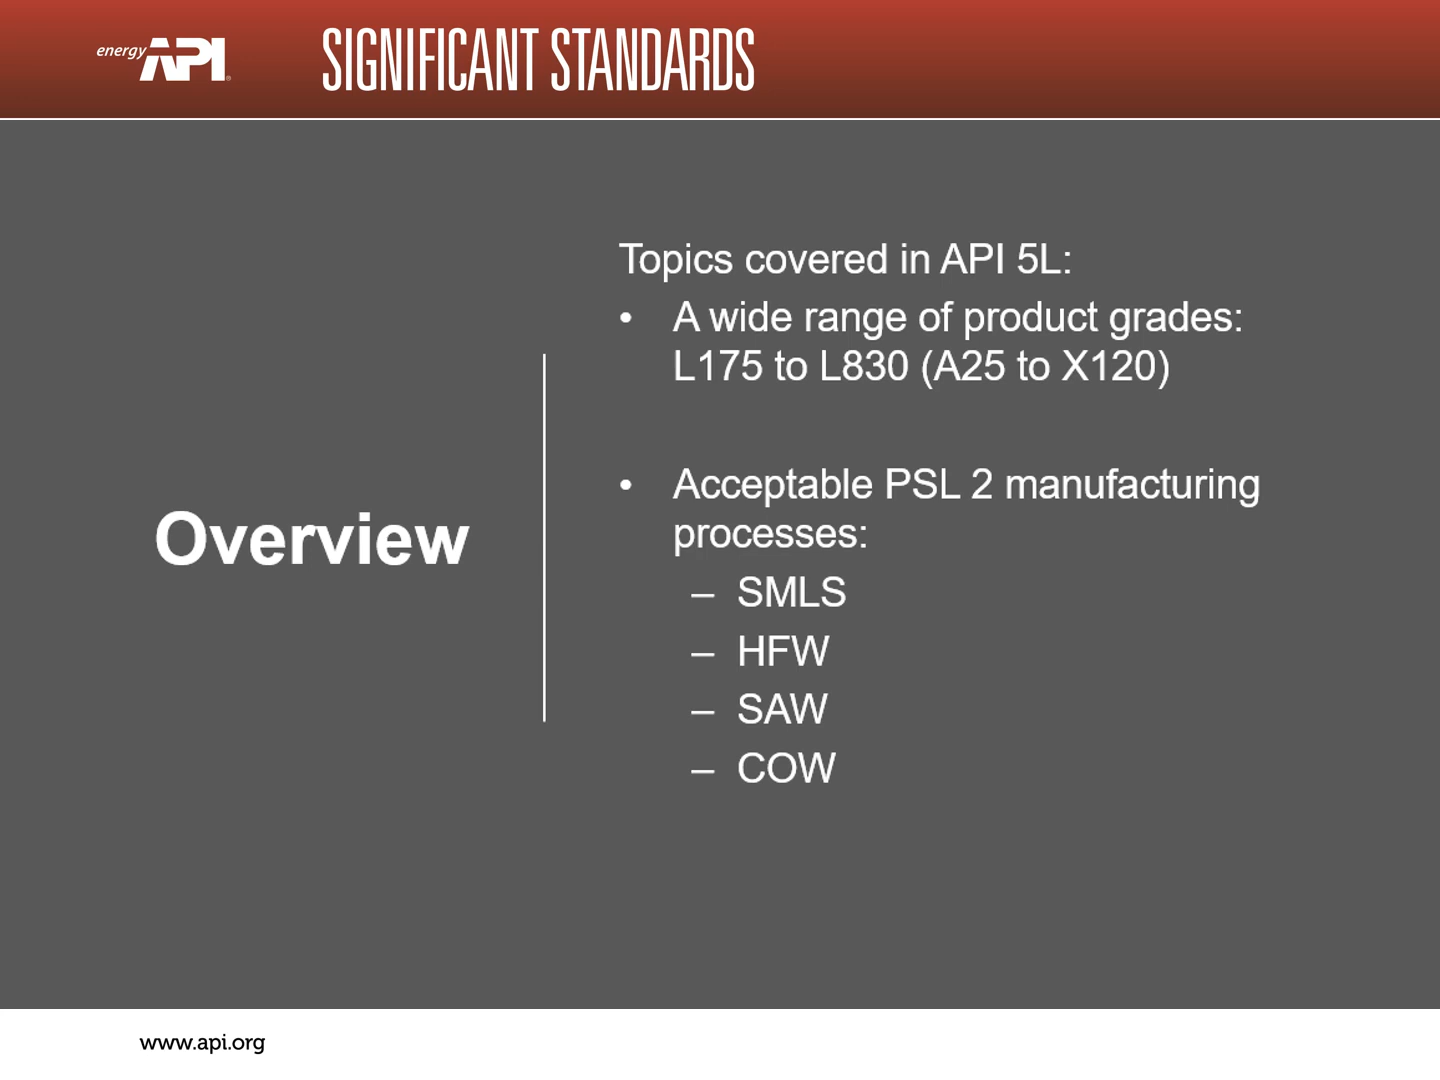 energy API
SIGNIFICANT STANDARDS
Overview
Topics covered in API 5L:
• A wide range of product grades:
L175 to L830 (A25 to X120)
• Acceptable PSL 2 manufacturing
processes:
– SMLS
– HFW
– SAW
– COW
www.api.org